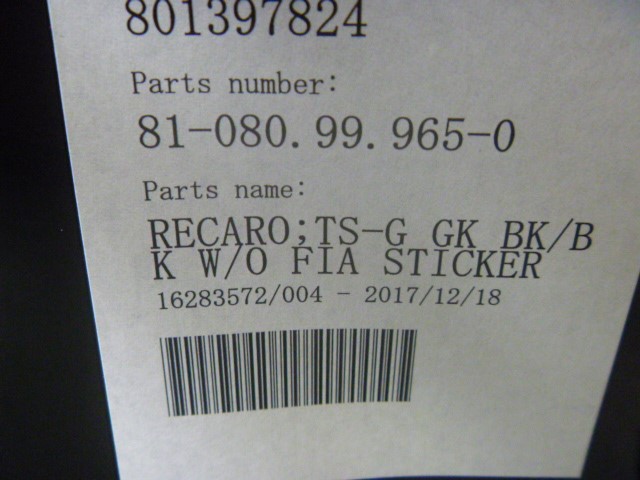 801397824
Parts number:
81-080.99.965-0
Parts name:
RECARO;TS-G GK BK/B
K W/O FIA STICKER
16283572/004 - 2017/12/18